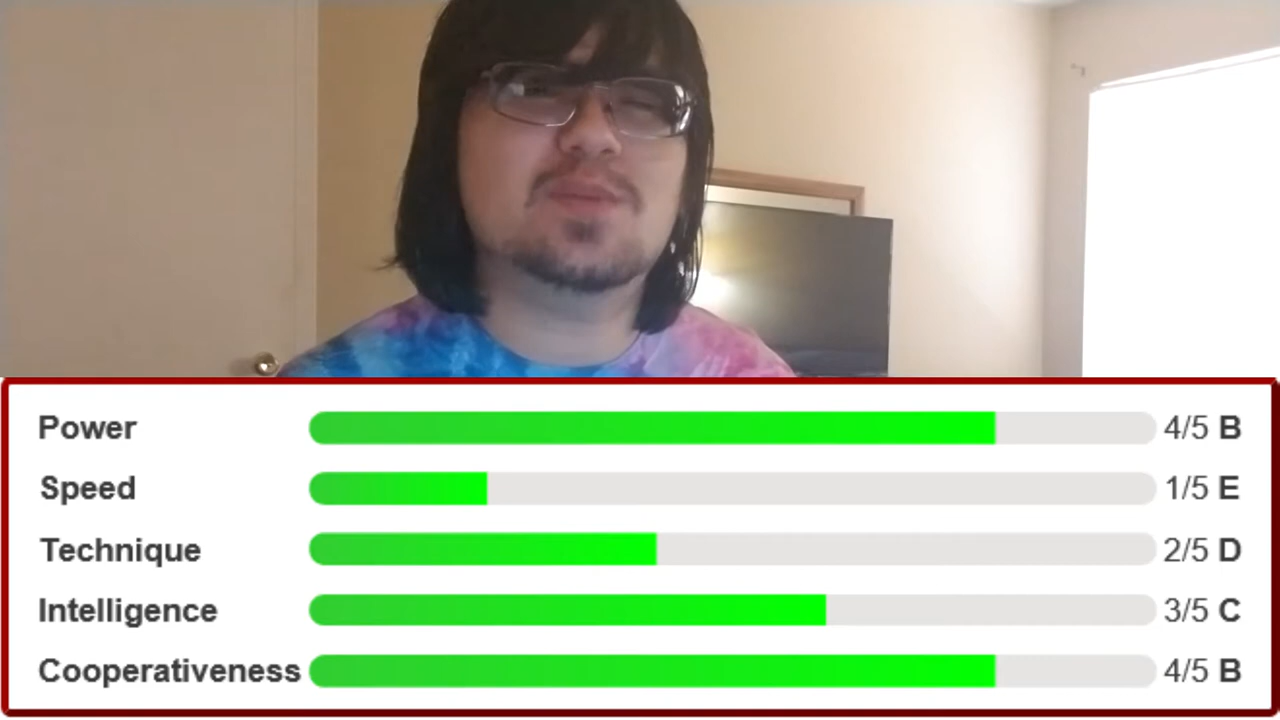 Power 4/5 B
Speed 1/5 E
Technique 2/5 D
Intelligence 3/5 C
Cooperativeness 4/5 B